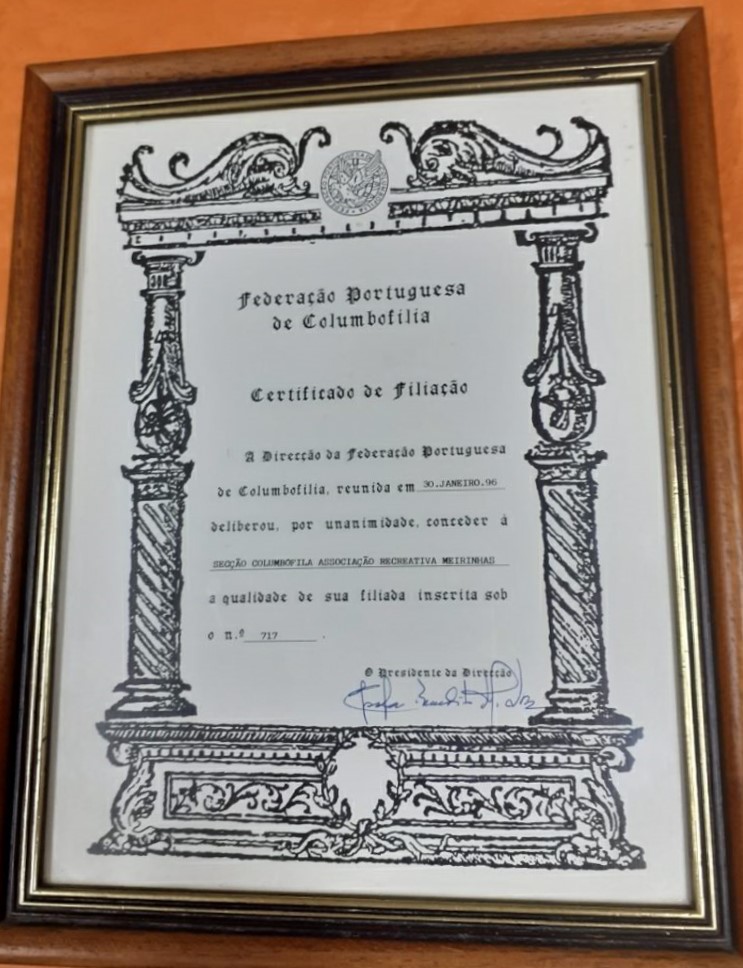 Federação Portuguesa
de Columbofilia
Certificado de Filiação
A Direcção da Federação Portuguesa
de Columbofilia, reunida em 30.JANEIRO.96
deliberou, por unanimidade, conceder à
SECÇÃO COLUMBÓFILA ASSOCIAÇÃO RECREATIVA MEIRINHAS
a qualidade de sua filiada inscrita sob
o n.º 717 .
O Presidente da Direcção